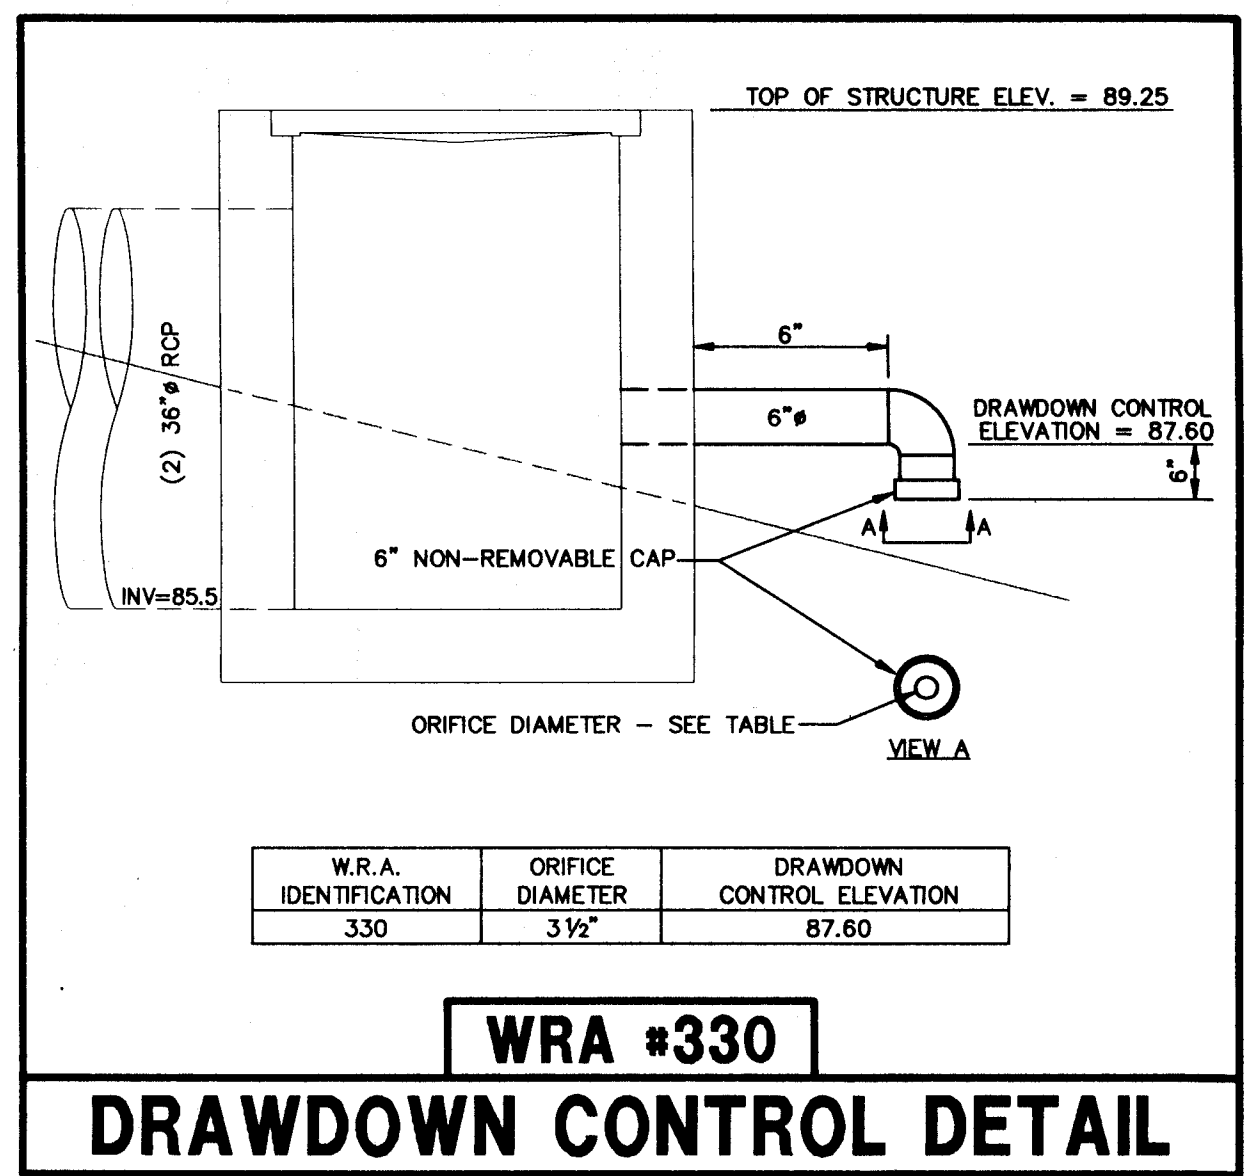 TOP OF STRUCTURE ELEV. = 89.25
(2) 36"ø RCP
6"
6"ø
DRAWDOWN CONTROL
ELEVATION = 87.60
6"
A A
6" NON-REMOVABLE CAP
INV=85.5
ORIFICE DIAMETER - SEE TABLE
VIEW A
W.R.A.
IDENTIFICATION
ORIFICE
DIAMETER
DRAWDOWN
CONTROL ELEVATION
330
3 ½"
87.60
WRA #330
DRAWDOWN CONTROL DETAIL